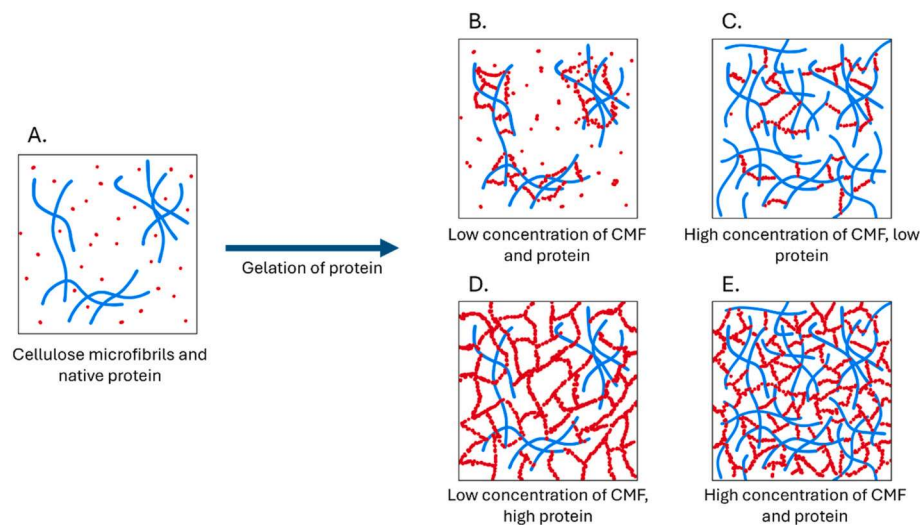 A.
Cellulose microfibrils and
native protein
Gelation of protein
B.
Low concentration of CMF
and protein
C.
High concentration of CMF, low
protein
D.
Low concentration of CMF,
high protein
E.
High concentration of CMF
and protein